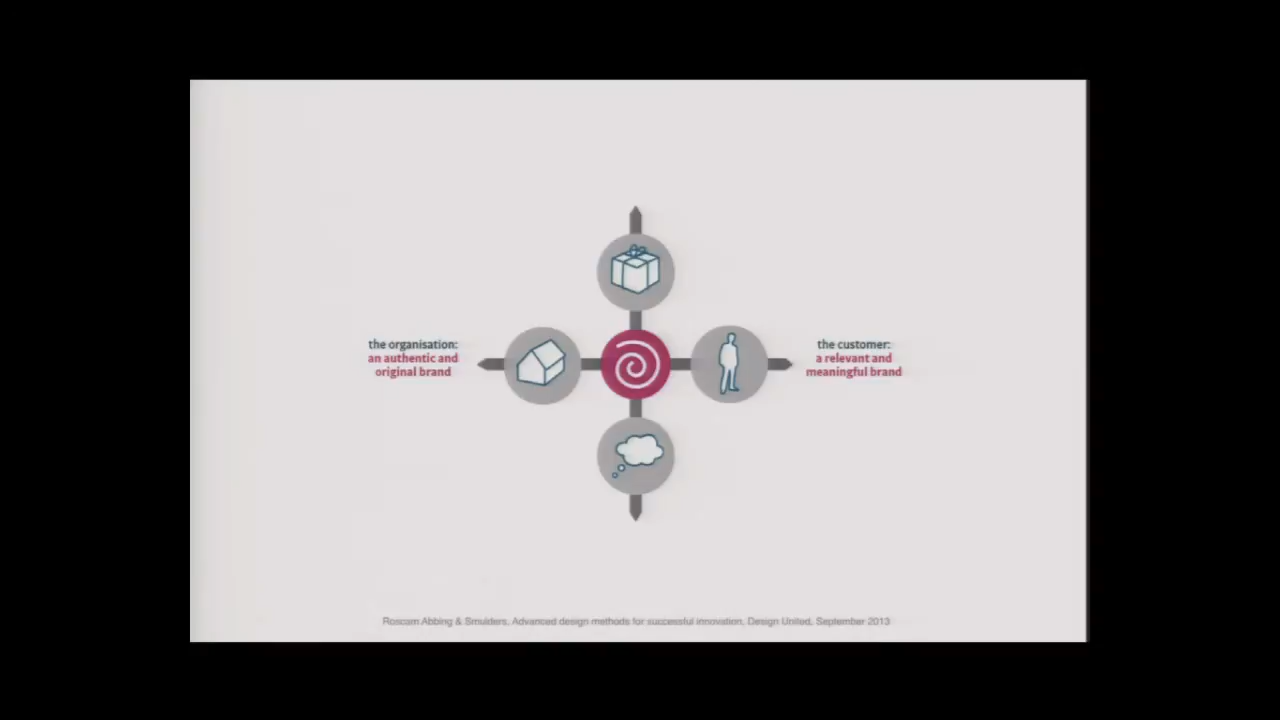 the organisation:
an authentic and
original brand
the customer:
a relevant and
meaningful brand
Roscam Abbing & Smulders, Advanced design methods for successful innovation, Design United, September 2013